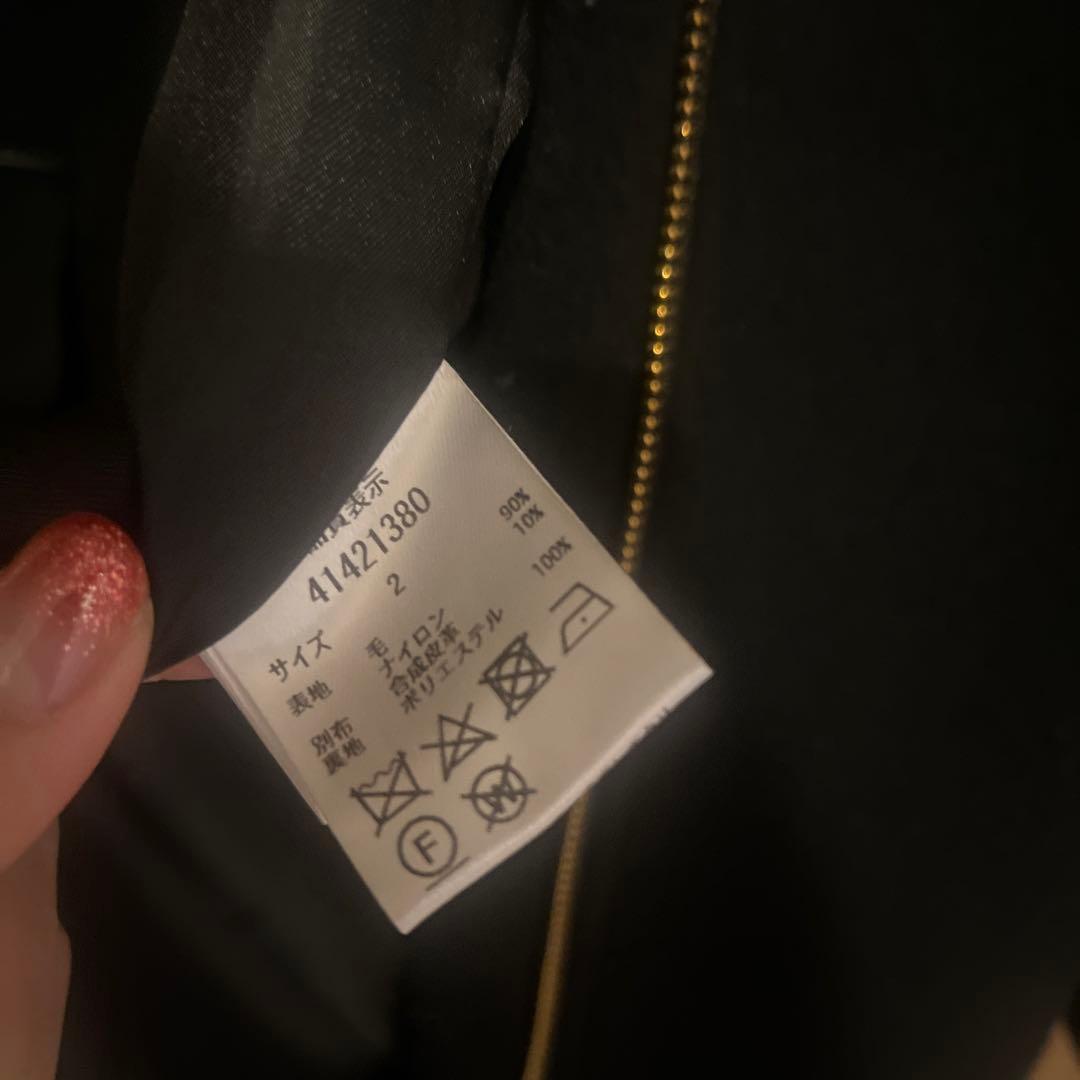 品質表示
41421380
サイズ 2
表地 毛 90%
ナイロン 10%
別布 合成皮革
裏地 ポリエステル 100%
F
W